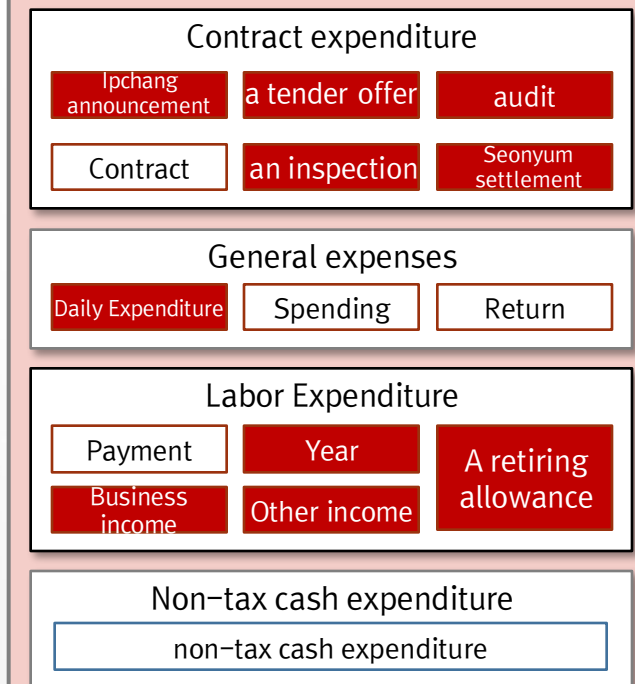 Contract expenditure
Ipchang
announcement
a tender offer
audit
Contract
an inspection
Seonyum
settlement
General expenses
Daily Expenditure
Spending
Return
Labor Expenditure
Payment
Year
A retiring
allowance
Business
income
Other income
Non-tax cash expenditure
non-tax cash expenditure